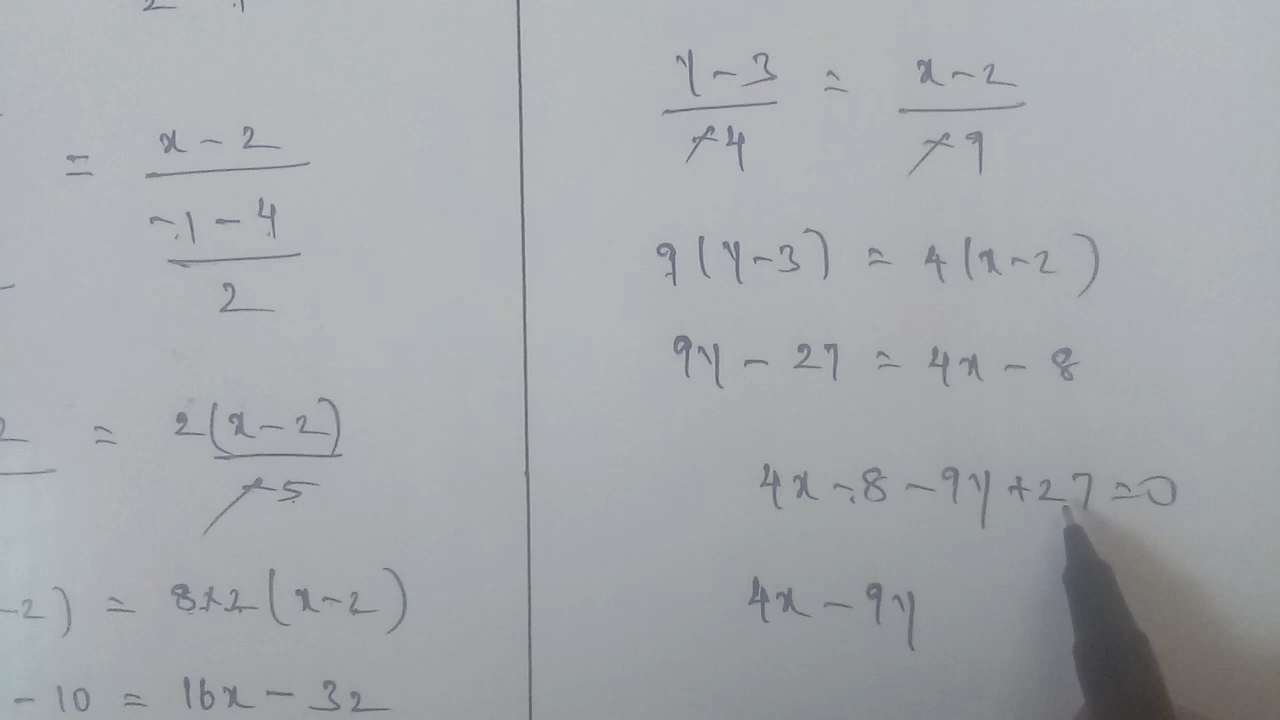 = x - 2
-1 - 4
2
2 = 2(x-2)
-5
-2) = 8×2(x-2)
-10 = 16x - 32
y-3 = x-2
-4 -9
9(y-3) = 4(x-2)
9y - 27 = 4x - 8
4x - 8 - 9y + 27 = 0
4x - 9y